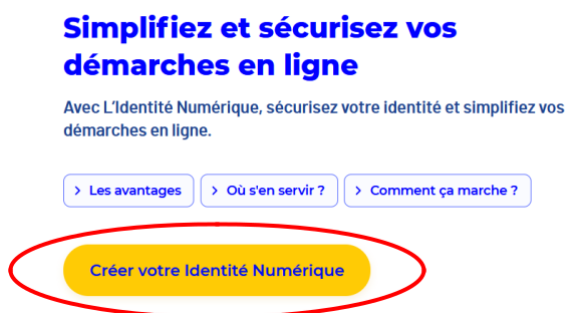 Simplifiez et sécurisez vos
démarches en ligne
Avec L'Identité Numérique, sécurisez votre identité et simplifiez vos
démarches en ligne.
> Les avantages > Où s'en servir ? > Comment ça marche ?
Créer votre Identité Numérique